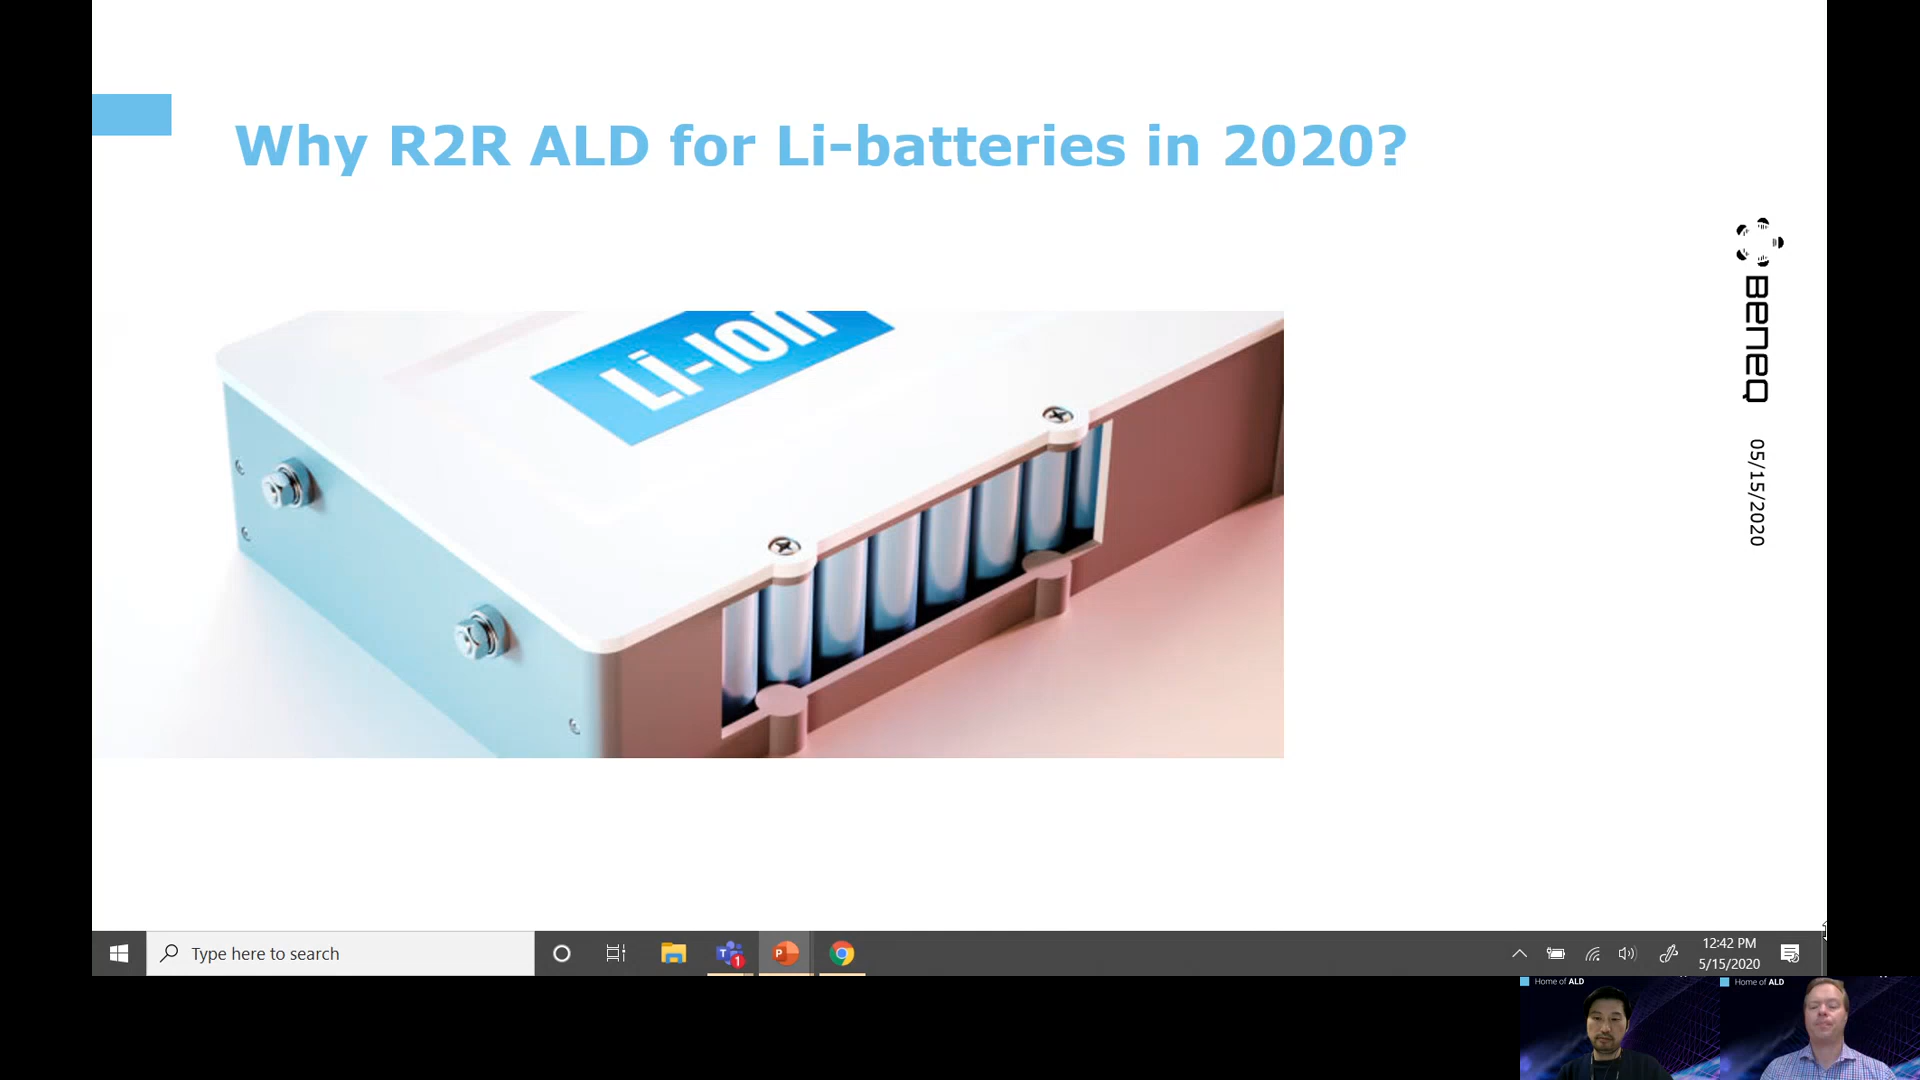 Why R2R ALD for Li-batteries in 2020?
Li-Ion
BENEQ
05/15/2020
Type here to search
T
1
P
12:42 PM
5/15/2020
Home of ALD
Home of ALD